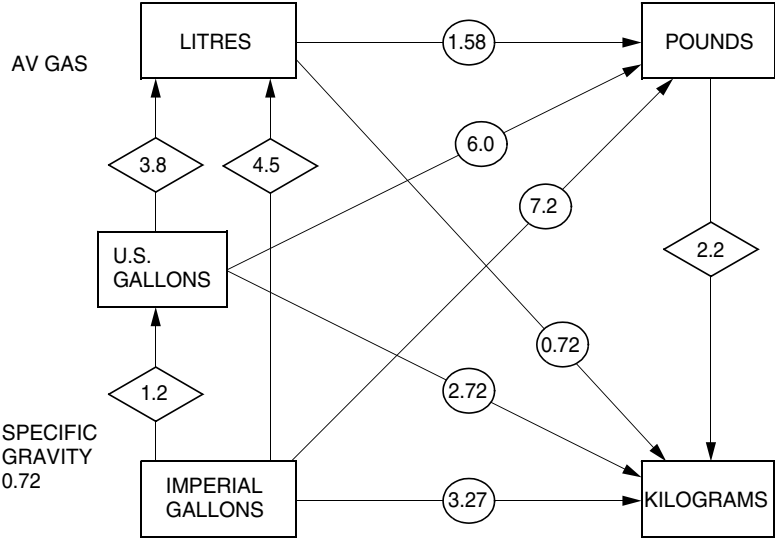 LITRES
1.58
POUNDS
AV GAS
3.8
4.5
6.0
7.2
U.S.
GALLONS
2.2
0.72
1.2
2.72
SPECIFIC
GRAVITY
0.72
IMPERIAL
GALLONS
3.27
KILOGRAMS